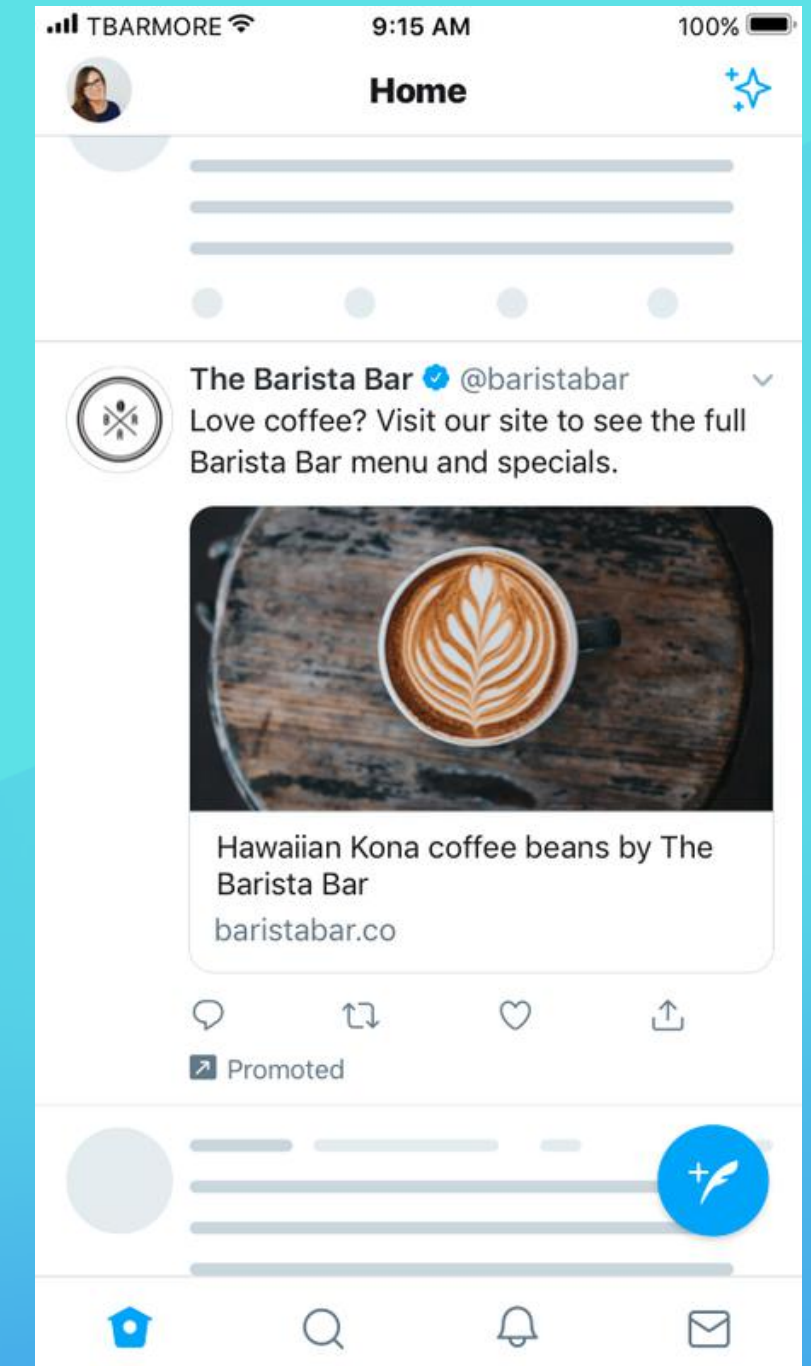 TBARMORE 9:15 AM 100%
Home
The Barista Bar @baristabar
Love coffee? Visit our site to see the full
Barista Bar menu and specials.
Hawaiian Kona coffee beans by The
Barista Bar
baristabar.co
Promoted